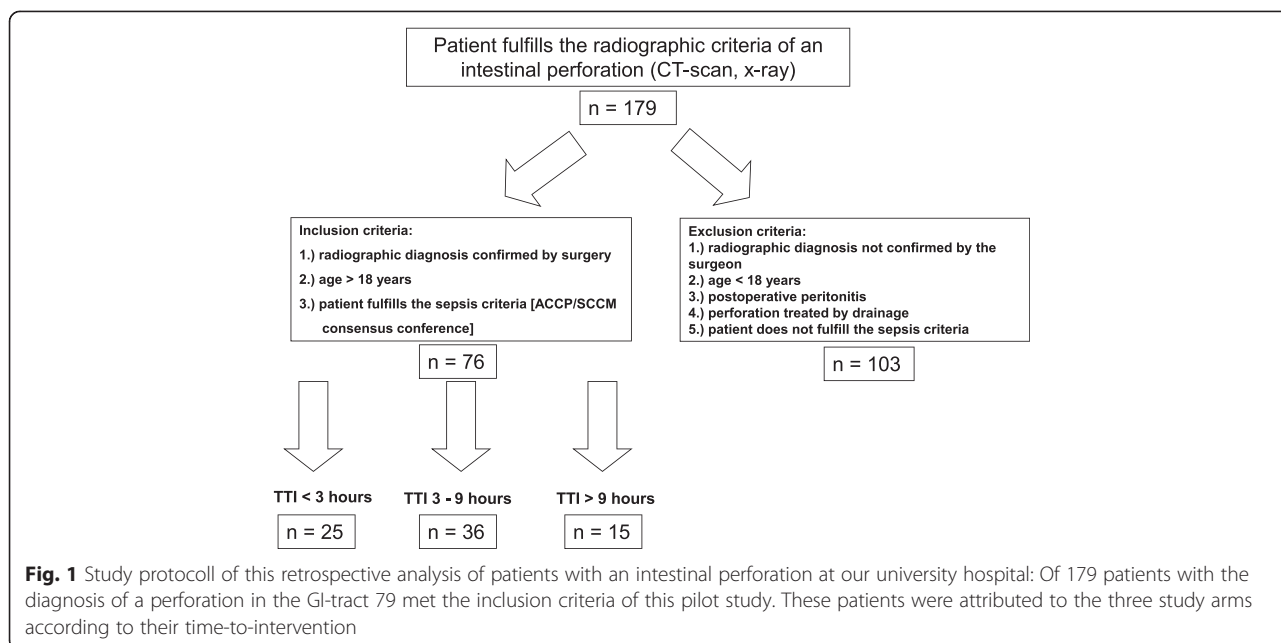 Patient fulfills the radiographic criteria of an
intestinal perforation (CT-scan, x-ray)
n = 179
Inclusion criteria:
1.) radiographic diagnosis confirmed by surgery
2.) age > 18 years
3.) patient fulfills the sepsis criteria [ACCP/SCCM
consensus conference]
n = 76
Exclusion criteria:
1.) radiographic diagnosis not confirmed by the
surgeon
2.) age < 18 years
3.) postoperative peritonitis
4.) perforation treated by drainage
5.) patient does not fulfill the sepsis criteria
n = 103
TTI < 3 hours
n = 25
TTI 3 - 9 hours
n = 36
TTI > 9 hours
n = 15
Fig. 1 Study protocoll of this retrospective analysis of patients with an intestinal perforation at our university hospital: Of 179 patients with the
diagnosis of a perforation in the GI-tract 79 met the inclusion criteria of this pilot study. These patients were attributed to the three study arms
according to their time-to-intervention